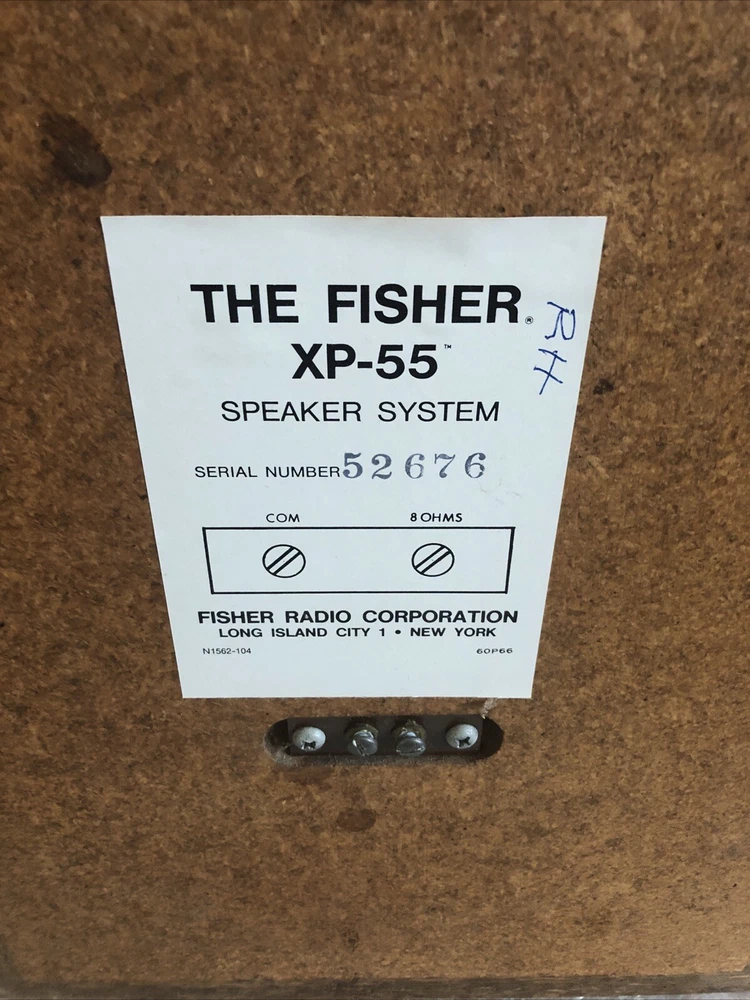 THE FISHER®
XP-55™
SPEAKER SYSTEM
SERIAL NUMBER 52676
COM 8 OHMS
FISHER RADIO CORPORATION
LONG ISLAND CITY 1 • NEW YORK
N1562-104 60P66
RH